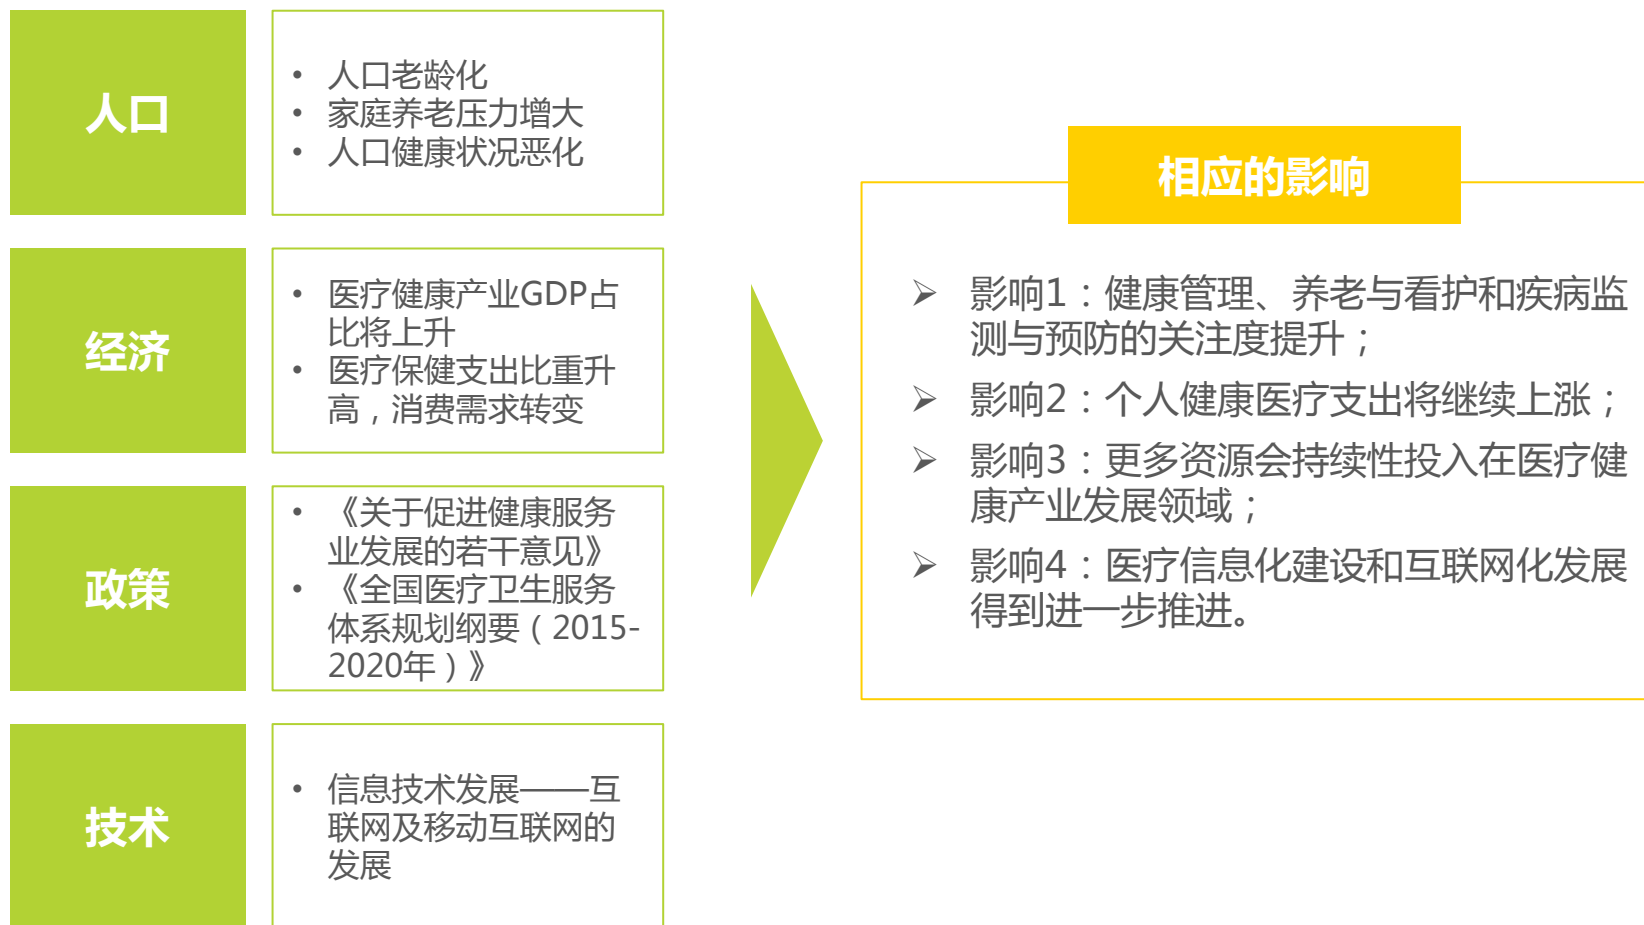 人口
• 人口老龄化
• 家庭养老压力增大
• 人口健康状况恶化
经济
• 医疗健康产业GDP占
比将上升
• 医疗保健支出比重升
高，消费需求转变
政策
• 《关于促进健康服务
业发展的若干意见》
• 《全国医疗卫生服务
体系规划纲要（2015-
2020年）》
技术
• 信息技术发展——互
联网及移动互联网的
发展
相应的影响
➢ 影响1：健康管理、养老与看护和疾病监
测与预防的关注度提升；
➢ 影响2：个人健康医疗支出将继续上涨；
➢ 影响3：更多资源会持续性投入在医疗健
康产业发展领域；
➢ 影响4：医疗信息化建设和互联网化发展
得到进一步推进。